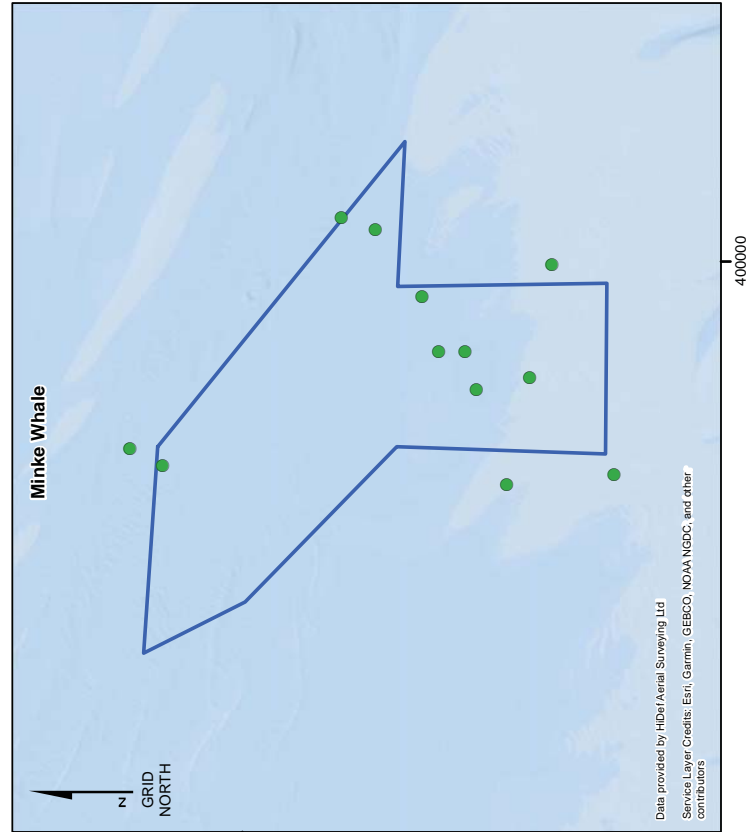 Minke Whale
N
GRID
NORTH
Data provided by HiDef Aerial Surveying Ltd
Service Layer Credits: Esri, Garmin, GEBCO, NOAA NGDC, and other
contributors
400000